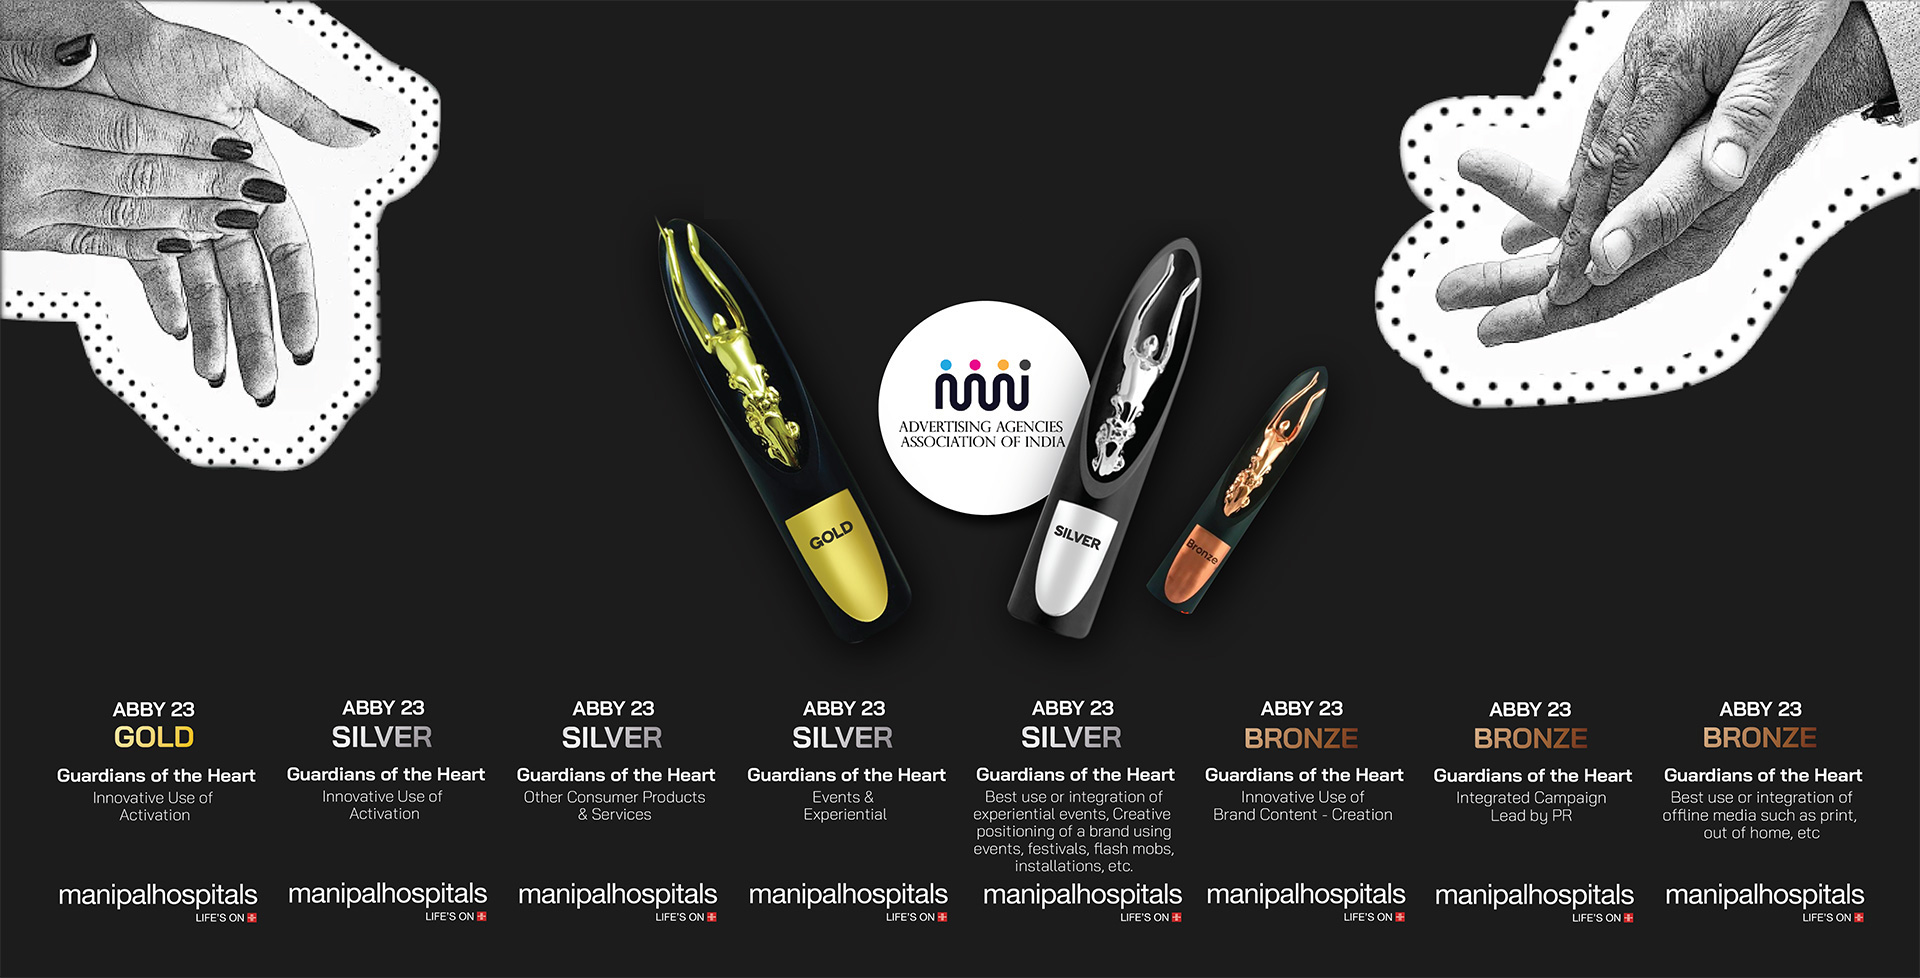 ADVERTISING AGENCIES
ASSOCIATION OF INDIA
GOLD
SILVER
Bronze
ABBY 23
GOLD
Guardians of the Heart
Innovative Use of
Activation
manipalhospitals
LIFE'S ON
ABBY 23
SILVER
Guardians of the Heart
Innovative Use of
Activation
manipalhospitals
LIFE'S ON
ABBY 23
SILVER
Guardians of the Heart
Other Consumer Products
& Services
manipalhospitals
LIFE'S ON
ABBY 23
SILVER
Guardians of the Heart
Events &
Experiential
manipalhospitals
LIFE'S ON
ABBY 23
SILVER
Guardians of the Heart
Best use or integration of
experiential events, Creative
positioning of a brand using
events, festivals, flash mobs,
installations, etc.
manipalhospitals
LIFE'S ON
ABBY 23
BRONZE
Guardians of the Heart
Innovative Use of
Brand Content - Creation
manipalhospitals
LIFE'S ON
ABBY 23
BRONZE
Guardians of the Heart
Integrated Campaign
Lead by PR
manipalhospitals
LIFE'S ON
ABBY 23
BRONZE
Guardians of the Heart
Best use or integration of
offline media such as print,
out of home, etc
manipalhospitals
LIFE'S ON